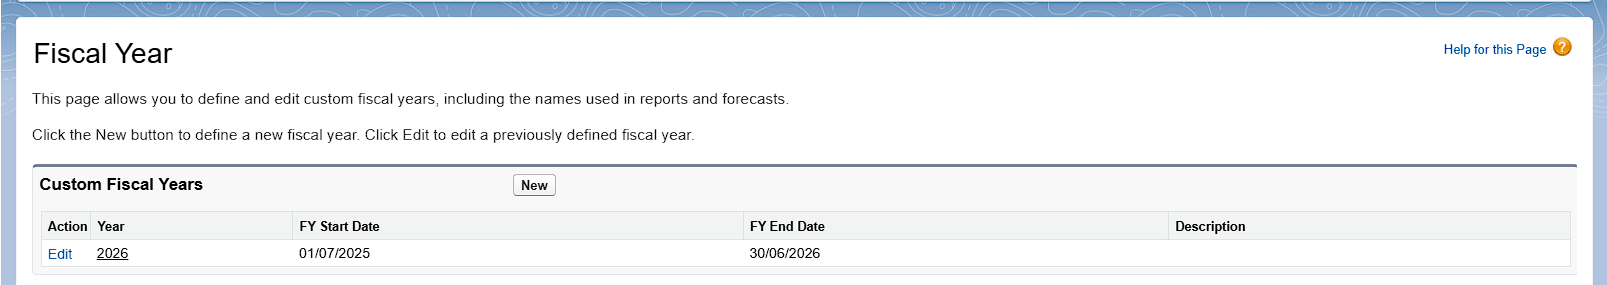 Fiscal Year
Help for this Page ?
This page allows you to define and edit custom fiscal years, including the names used in reports and forecasts.
Click the New button to define a new fiscal year. Click Edit to edit a previously defined fiscal year.
Custom Fiscal Years New
Action Year FY Start Date FY End Date Description
Edit 2026 01/07/2025 30/06/2026